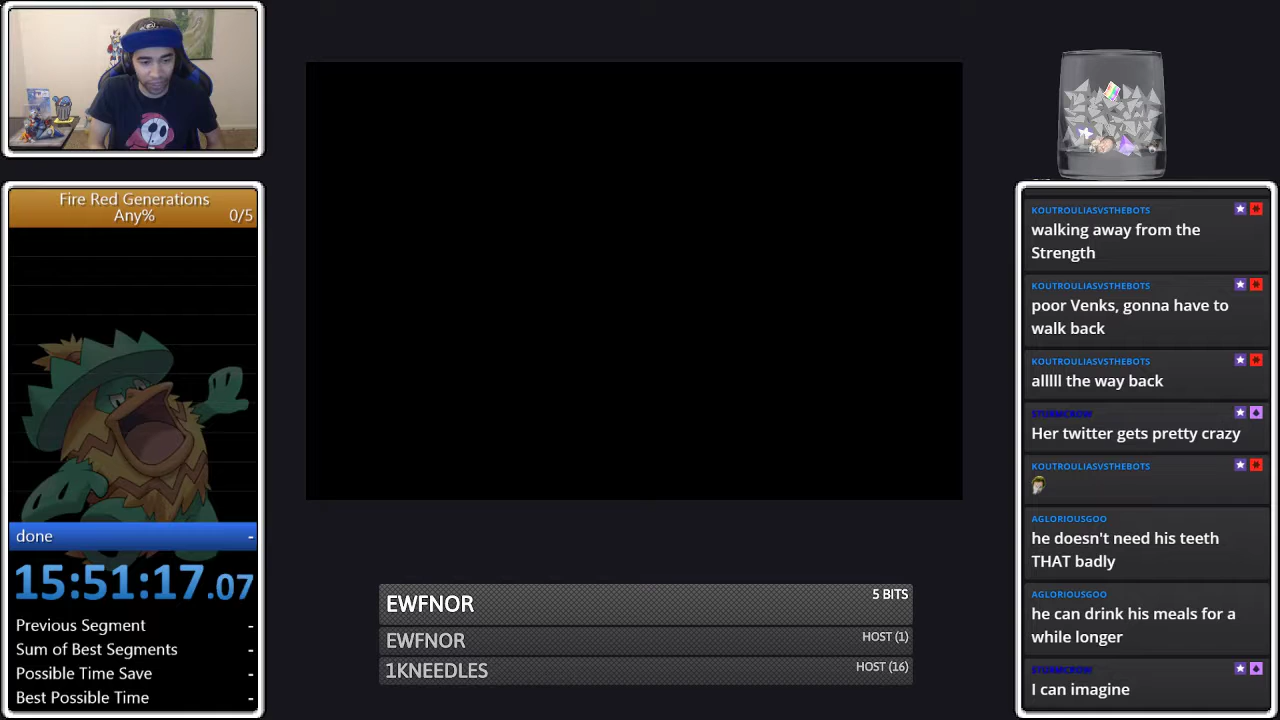 Fire Red Generations
Any% 0/5
done -
15:51:17.07
Previous Segment -
Sum of Best Segments -
Possible Time Save -
Best Possible Time -
EWFNOR 5 BITS
EWFNOR HOST (1)
1KNEEDLES HOST (16)
KOUTROULIASVSTHEBOTS
walking away from the
Strength
KOUTROULIASVSTHEBOTS
poor Venks, gonna have to
walk back
KOUTROULIASVSTHEBOTS
alllll the way back
STURMCROW
Her twitter gets pretty crazy
KOUTROULIASVSTHEBOTS
AGLORIOUSGOO
he doesn't need his teeth
THAT badly
AGLORIOUSGOO
he can drink his meals for a
while longer
STURMCROW
I can imagine